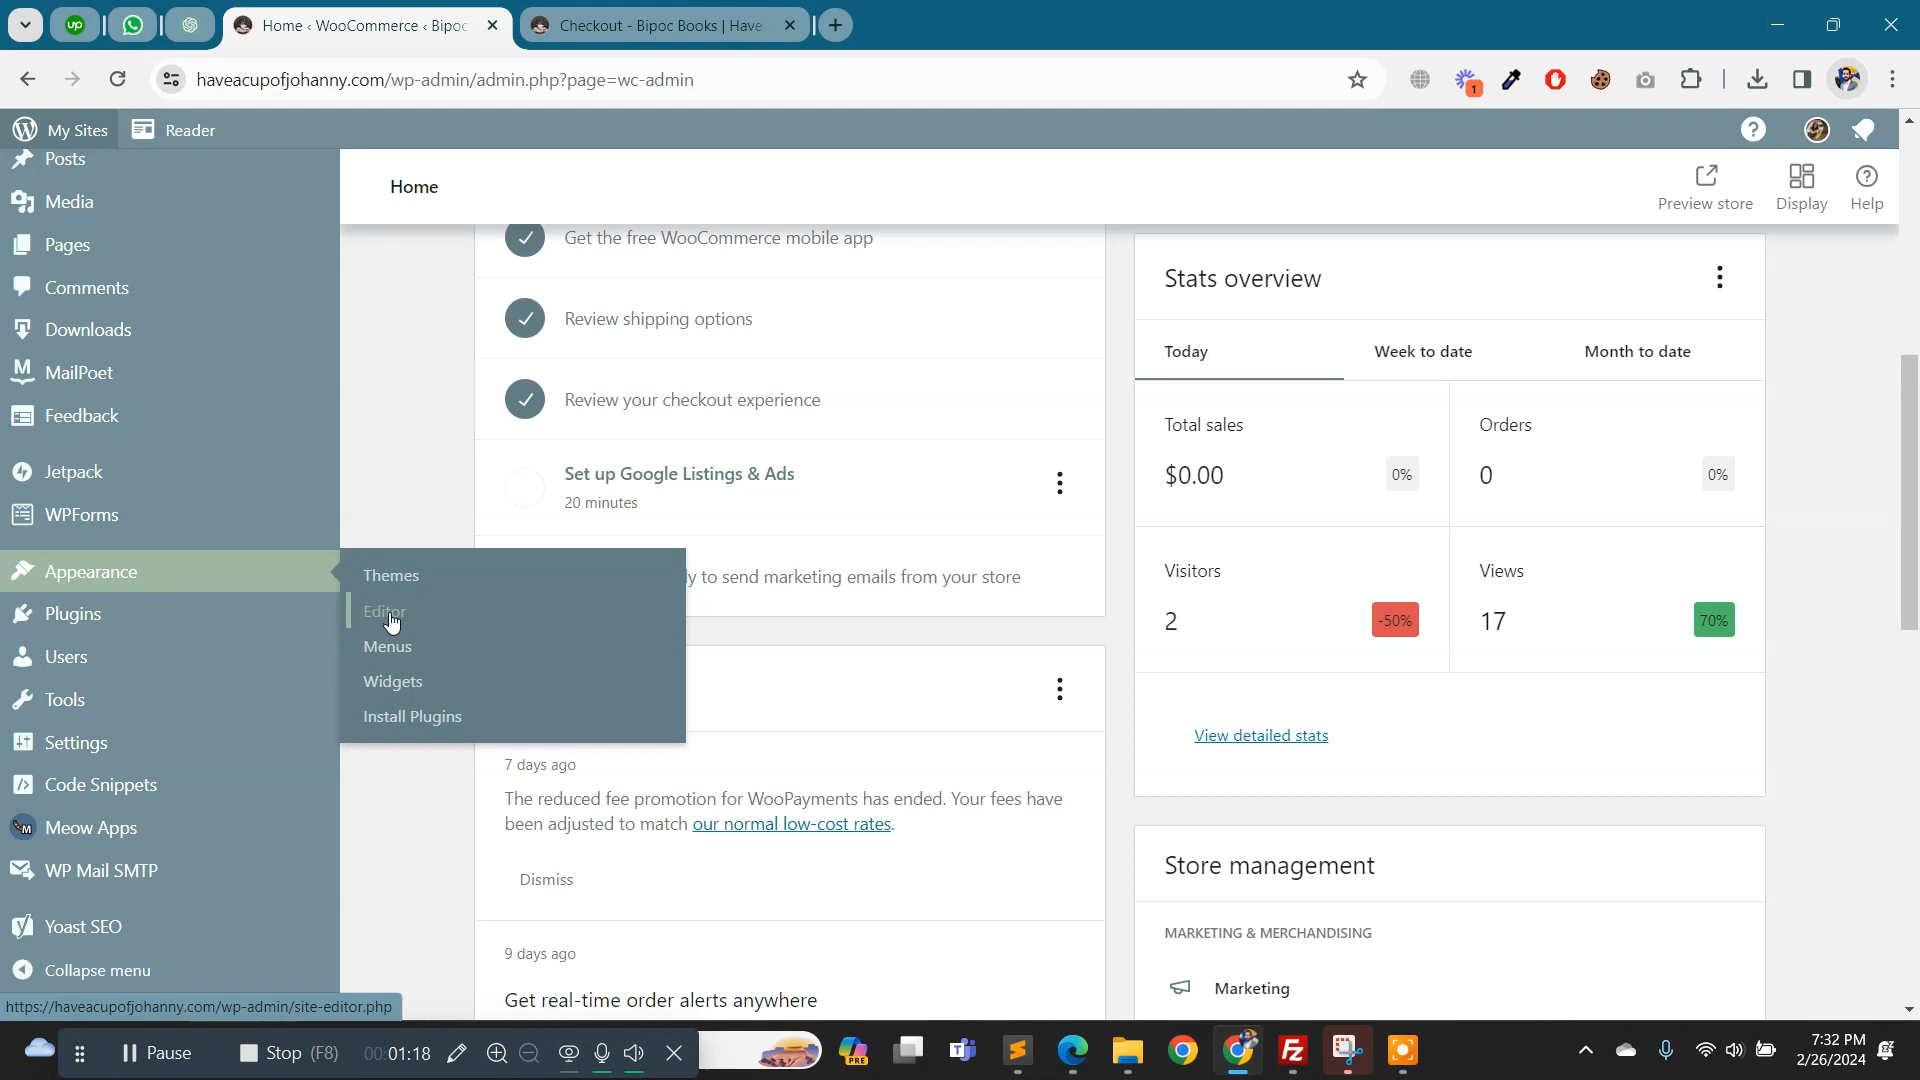 Home ‹ WooCommerce ‹ Bipoc
Checkout - Bipoc Books | Have
haveacupofjohanny.com/wp-admin/admin.php?page=wc-admin
1
My Sites
Reader
Posts
Media
Pages
Comments
Downloads
MailPoet
Feedback
Jetpack
WPForms
Appearance
Plugins
Users
Tools
Settings
Code Snippets
Meow Apps
WP Mail SMTP
Yoast SEO
Collapse menu
Themes
Editor
Menus
Widgets
Install Plugins
https://haveacupofjohanny.com/wp-admin/site-editor.php
Home
Preview store
Display
Help
Get the free WooCommerce mobile app
Review shipping options
Review your checkout experience
Set up Google Listings & Ads
20 minutes
y to send marketing emails from your store
7 days ago
The reduced fee promotion for WooPayments has ended. Your fees have
been adjusted to match our normal low-cost rates.
Dismiss
9 days ago
Get real-time order alerts anywhere
Stats overview
Today
Week to date
Month to date
Total sales
$0.00
0%
Orders
0
0%
Visitors
2
-50%
Views
17
70%
View detailed stats
Store management
MARKETING & MERCHANDISING
Marketing
Pause
Stop (F8)
00:01:18
PRE
7:32 PM
2/26/2024